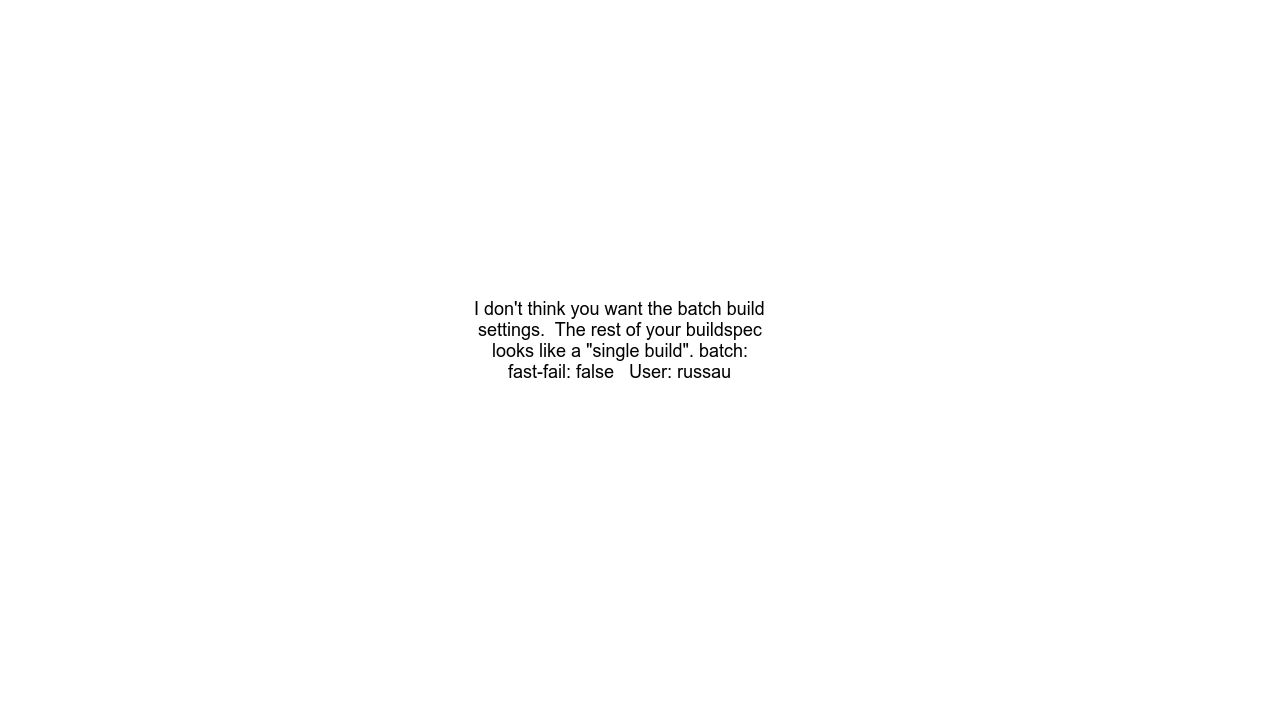 I don't think you want the batch build
settings.  The rest of your buildspec
looks like a "single build". batch:
fast-fail: false   User: russau